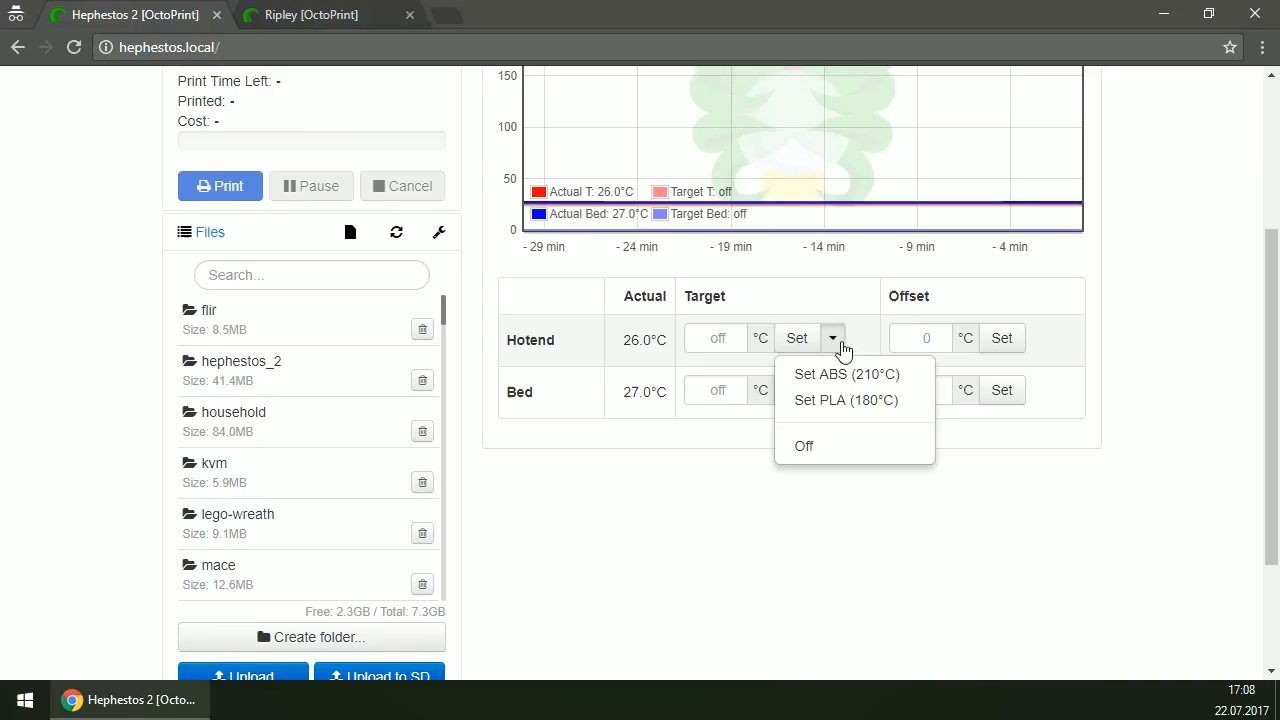 Hephestos 2 [OctoPrint]
Ripley [OctoPrint]
hephestos.local/
Print Time Left: -
Printed: -
Cost: -
Print
Pause
Cancel
Files
Search...
flir
Size: 8.5MB
hephestos_2
Size: 41.4MB
household
Size: 84.0MB
kvm
Size: 5.9MB
lego-wreath
Size: 9.1MB
mace
Size: 12.6MB
Free: 2.3GB / Total: 7.3GB
Create folder...
Upload
Upload to SD
150
100
50
0
Actual T: 26.0°C
Target T: off
Actual Bed: 27.0°C
Target Bed: off
- 29 min
- 24 min
- 19 min
- 14 min
- 9 min
- 4 min
Actual
Target
Offset
Hotend
26.0°C
off
°C
Set
0
°C
Set
Bed
27.0°C
off
°C
°C
Set
Set ABS (210°C)
Set PLA (180°C)
Off
Hephestos 2 [Octo...
17:08
22.07.2017